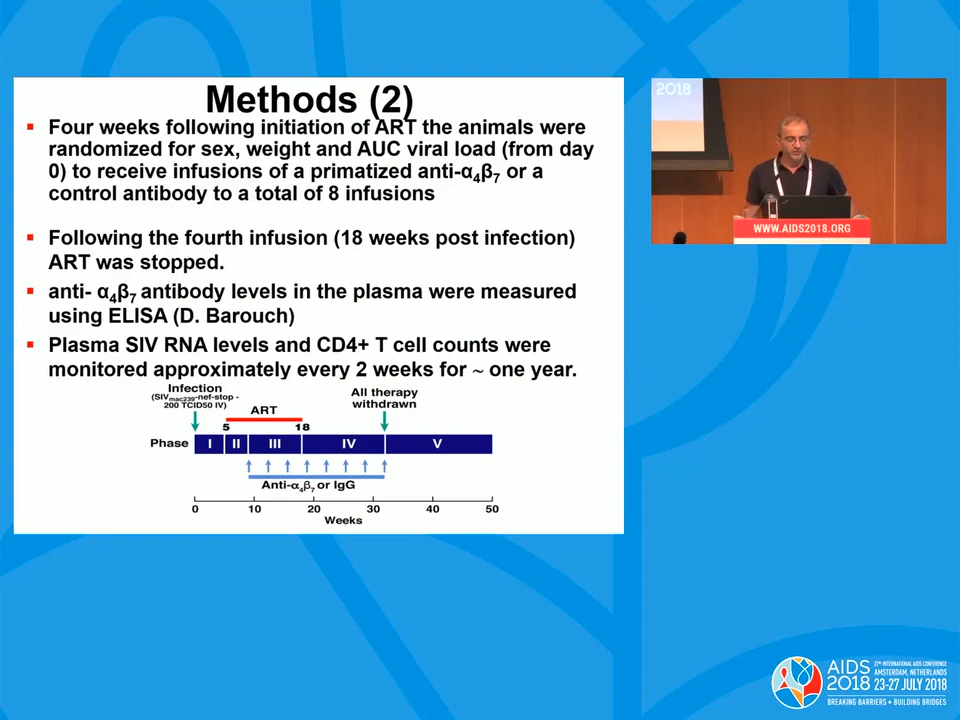 Methods (2)
Four weeks following initiation of ART the animals were
randomized for sex, weight and AUC viral load (from day
0) to receive infusions of a primatized anti-α4β7 or a
control antibody to a total of 8 infusions
Following the fourth infusion (18 weeks post infection)
ART was stopped.
anti- α4β7 antibody levels in the plasma were measured
using ELISA (D. Barouch)
Plasma SIV RNA levels and CD4+ T cell counts were
monitored approximately every 2 weeks for ~ one year.
Infection
(SIVmac239-nef-stop -
200 TCID50 IV)
ART
All therapy
withdrawn
5 18
Phase I II III IV V
Anti-α4β7 or IgG
0 10 20 30 40 50
Weeks
2018
WWW.AIDS2018.ORG
AIDS
2018
22ND INTERNATIONAL AIDS CONFERENCE
AMSTERDAM, NETHERLANDS
23-27 JULY 2018
BREAKING BARRIERS • BUILDING BRIDGES